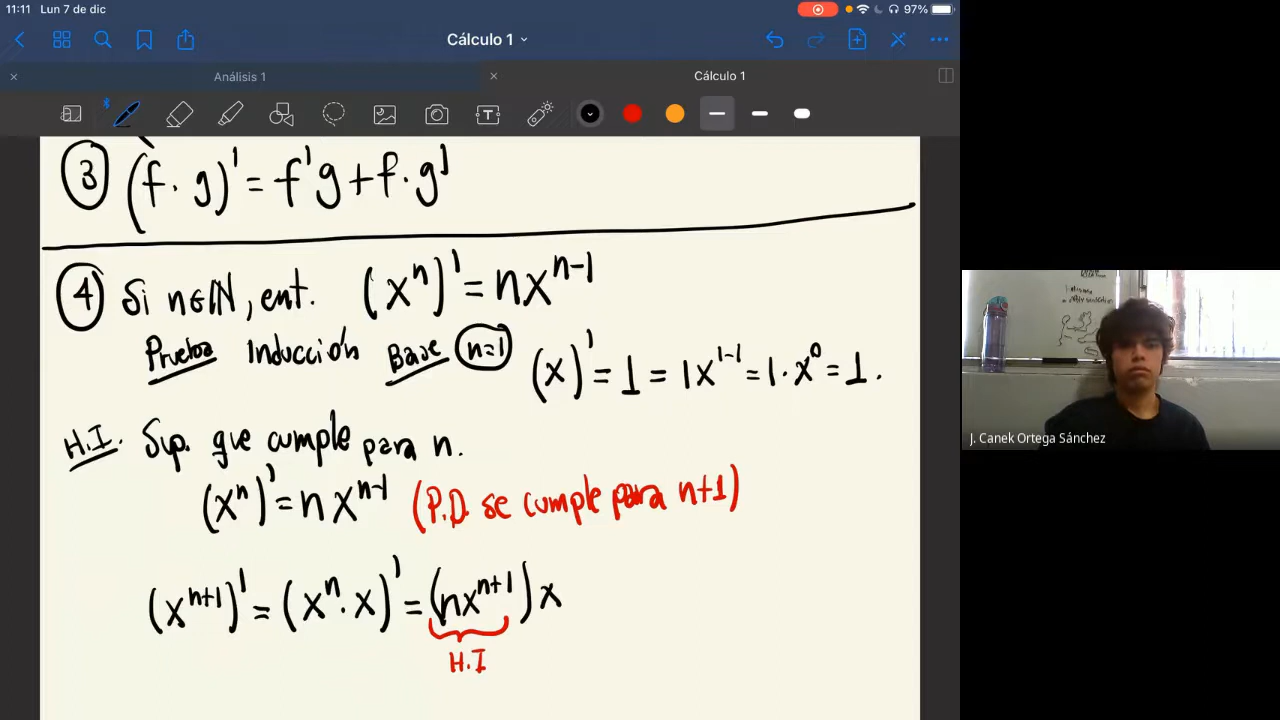 11:11 Lun 7 de dic
97%
Cálculo 1
Análisis 1
Cálculo 1
T
③ (f·g)' = f'g + f·g'
④ Si n∈ℕ, ent. (xⁿ)' = nxⁿ⁻¹
Prueba Inducción Base n=1 (x)' = 1 = 1x¹⁻¹ = 1·x⁰ = 1.
H.I. Sup. que cumple para n.
(xⁿ)' = nxⁿ⁻¹ (P.D. se cumple para n+1)
(xⁿ⁺¹)' = (xⁿ·x)' = (nxⁿ⁺¹)x
H.I
J. Canek Ortega Sánchez